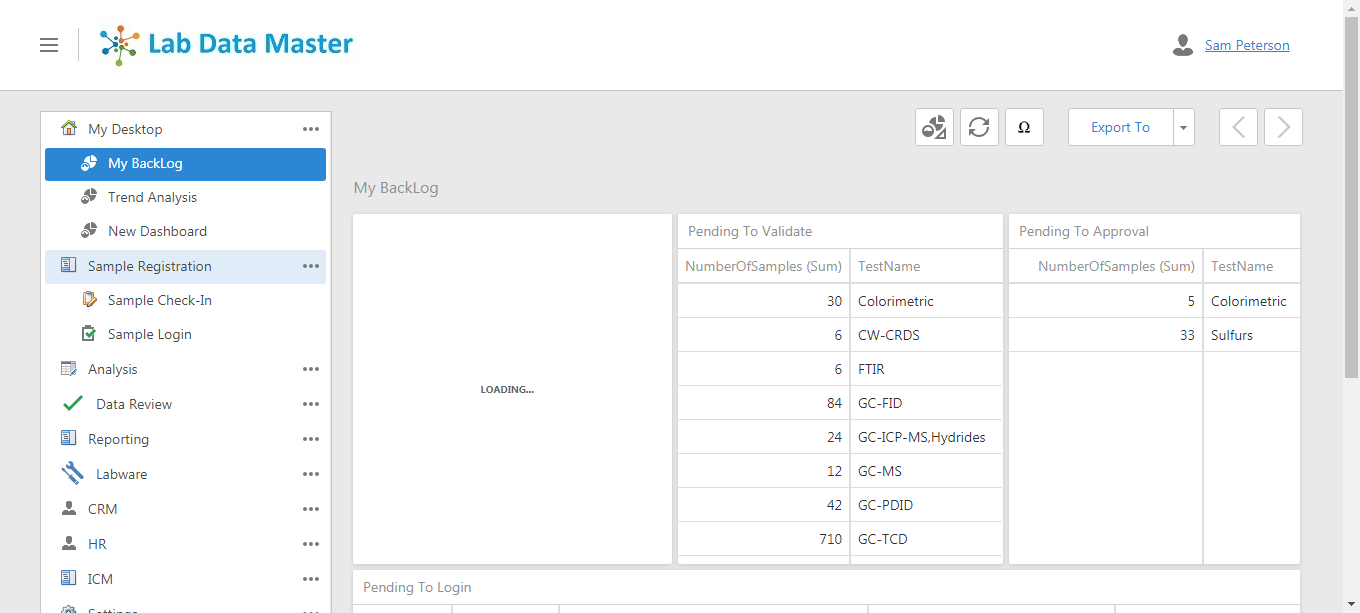 Lab Data Master
Sam Peterson
My Desktop
My BackLog
Trend Analysis
New Dashboard
Sample Registration
Sample Check-In
Sample Login
Analysis
Data Review
Reporting
Labware
CRM
HR
ICM
Settings
Ω
Export To
My BackLog
LOADING...
Pending To Validate
NumberOfSamples (Sum) TestName
30 Colorimetric
6 CW-CRDS
6 FTIR
84 GC-FID
24 GC-ICP-MS,Hydrides
12 GC-MS
42 GC-PDID
710 GC-TCD
Pending To Approval
NumberOfSamples (Sum) TestName
5 Colorimetric
33 Sulfurs
Pending To Login